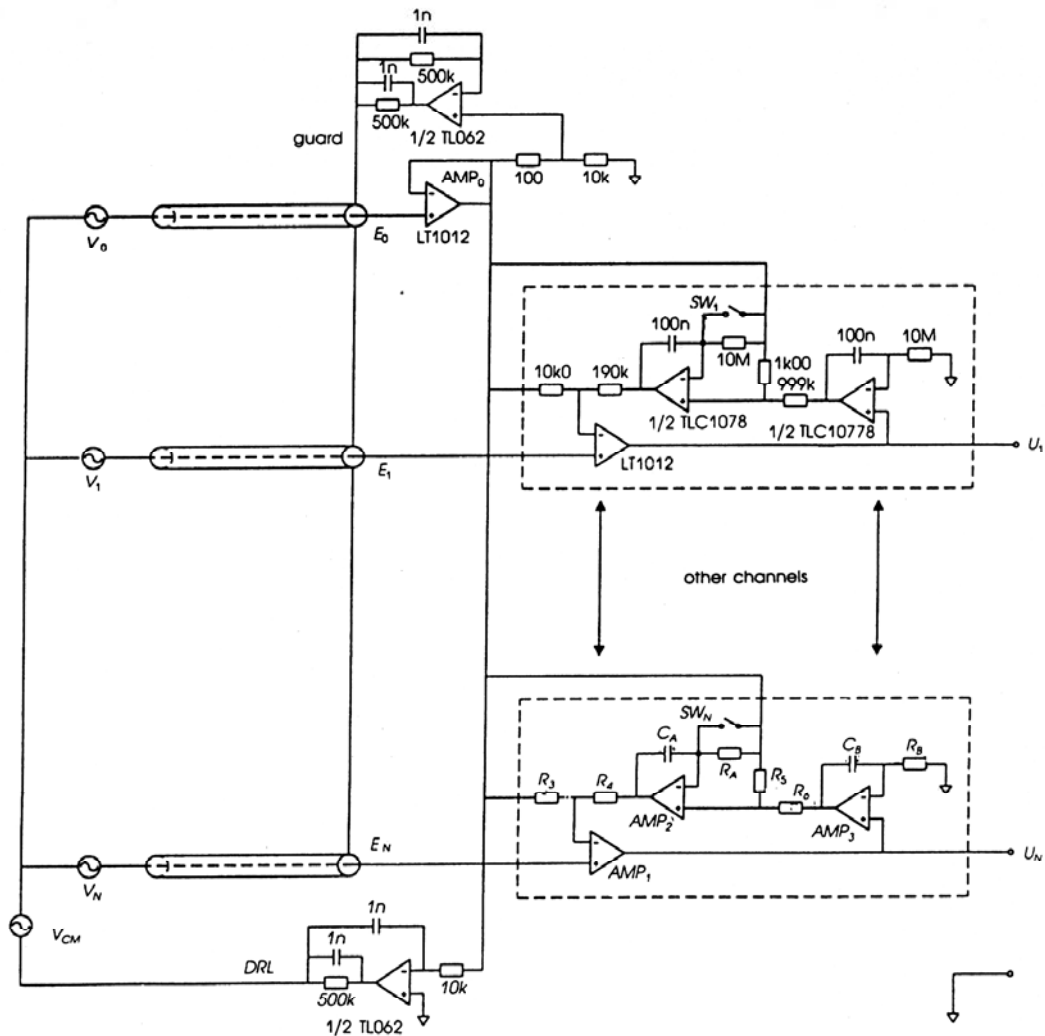 1n
500k
1n
500k
1/2 TL062
guard
AMP0
100
10k
LT1012
V0
E0
SW1
100n
10M
1k00
100n
10M
10k0
190k
999k
1/2 TLC1078
1/2 TLC10778
LT1012
V1
E1
U1
other channels
SWN
CA
RA
R5
CB
RB
R3
R4
R0
AMP2
AMP3
AMP1
VN
EN
UN
VCM
1n
1n
DRL
500k
10k
1/2 TL062